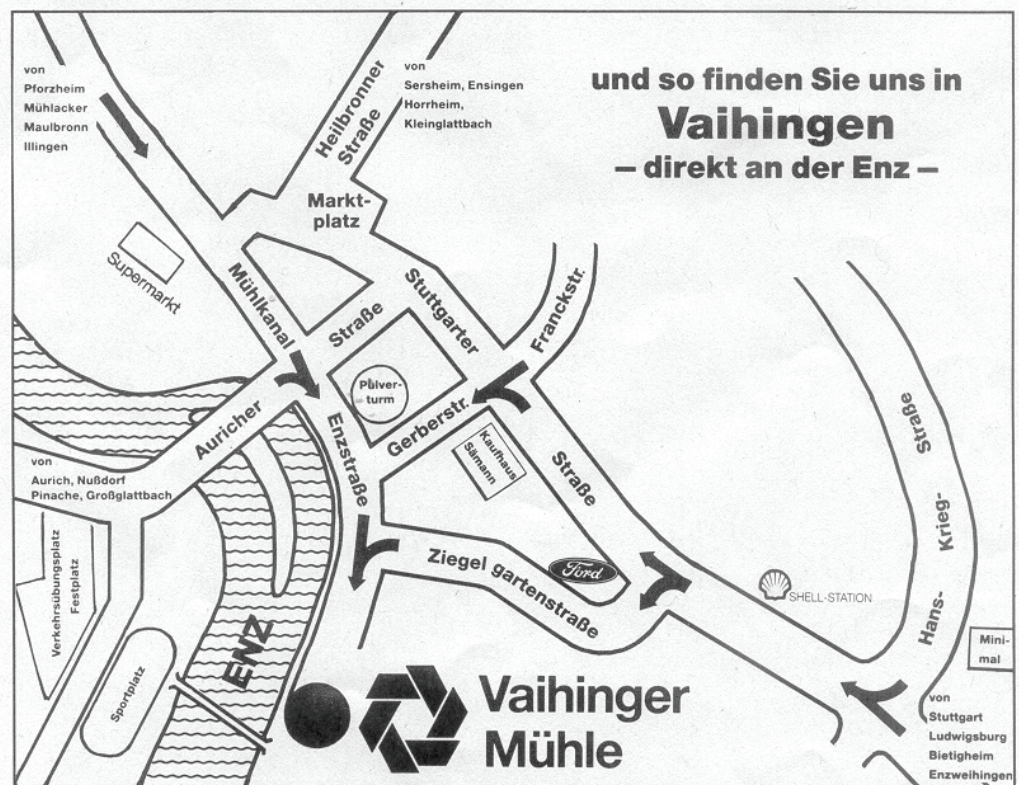 und so finden Sie uns in
Vaihingen
– direkt an der Enz –
von
Pforzheim
Mühlacker
Maulbronn
Illingen
von
Sersheim, Ensingen
Horrheim,
Kleinglattbach
Heilbronner
Straße
Markt-
platz
Supermarkt
Mühlkanal
Straße
Stuttgarter
Franckstr.
Pulver-
turm
Auricher
Enzstraße
Gerberstr.
Kaufhaus
Sämann
Straße
Straße
Krieg-
Hans-
von
Aurich, Nußdorf
Pinache, Großglattbach
Verkehrsübungsplatz
Festplatz
Ziegel gartenstraße
Ford
SHELL-STATION
Mini-
mal
ENZ
Sportplatz
Vaihinger
Mühle
von
Stuttgart
Ludwigsburg
Bietigheim
Enzweihingen